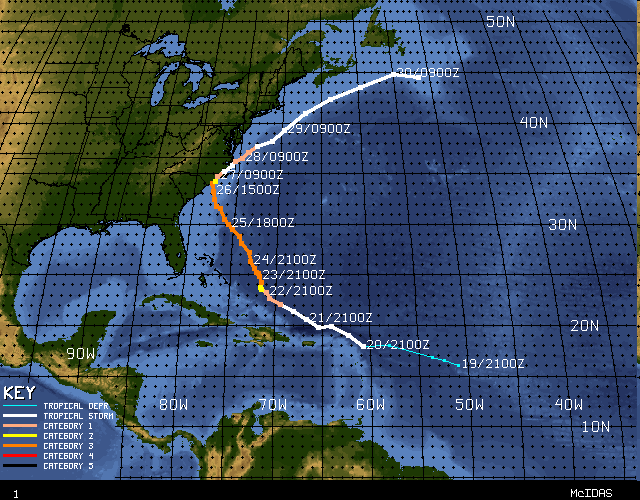 50N
30/0900Z
40N
29/0900Z
28/0900Z
27/0900Z
26/1500Z
25/1800Z
30N
24/2100Z
23/2100Z
22/2100Z
21/2100Z
20N
20/2100Z
90W
19/2100Z
KEY
TROPICAL DEPR
TROPICAL STORM
CATEGORY 1
CATEGORY 2
CATEGORY 3
CATEGORY 4
CATEGORY 5
80W
70W
60W
50W
40W
10N
1
McIDAS